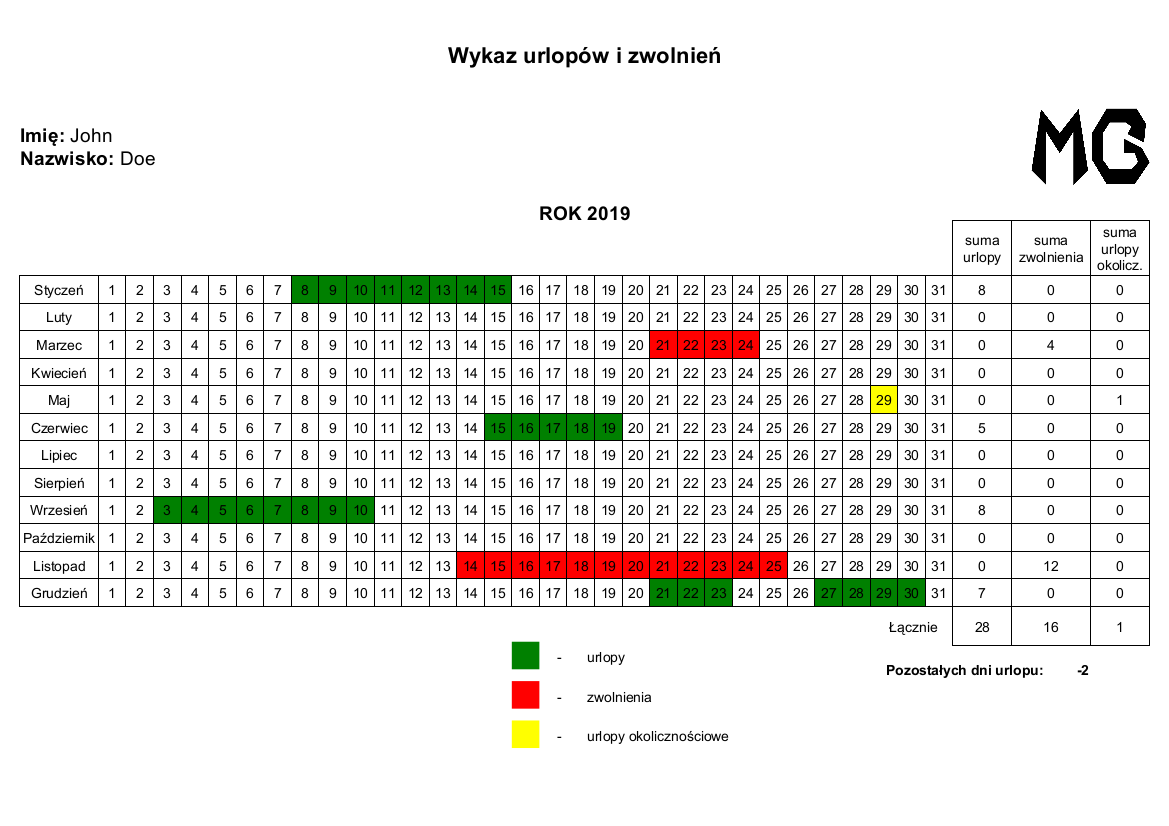 Wykaz urlopów i zwolnień
Imię: John
Nazwisko: Doe
MG
ROK 2019
suma urlopy suma zwolnienia suma urlopy okolicz.
Styczeń 1 2 3 4 5 6 7 8 9 10 11 12 13 14 15 16 17 18 19 20 21 22 23 24 25 26 27 28 29 30 31 8 0 0
Luty 1 2 3 4 5 6 7 8 9 10 11 12 13 14 15 16 17 18 19 20 21 22 23 24 25 26 27 28 29 30 31 0 0 0
Marzec 1 2 3 4 5 6 7 8 9 10 11 12 13 14 15 16 17 18 19 20 21 22 23 24 25 26 27 28 29 30 31 0 4 0
Kwiecień 1 2 3 4 5 6 7 8 9 10 11 12 13 14 15 16 17 18 19 20 21 22 23 24 25 26 27 28 29 30 31 0 0 0
Maj 1 2 3 4 5 6 7 8 9 10 11 12 13 14 15 16 17 18 19 20 21 22 23 24 25 26 27 28 29 30 31 0 0 1
Czerwiec 1 2 3 4 5 6 7 8 9 10 11 12 13 14 15 16 17 18 19 20 21 22 23 24 25 26 27 28 29 30 31 5 0 0
Lipiec 1 2 3 4 5 6 7 8 9 10 11 12 13 14 15 16 17 18 19 20 21 22 23 24 25 26 27 28 29 30 31 0 0 0
Sierpień 1 2 3 4 5 6 7 8 9 10 11 12 13 14 15 16 17 18 19 20 21 22 23 24 25 26 27 28 29 30 31 0 0 0
Wrzesień 1 2 3 4 5 6 7 8 9 10 11 12 13 14 15 16 17 18 19 20 21 22 23 24 25 26 27 28 29 30 31 8 0 0
Październik 1 2 3 4 5 6 7 8 9 10 11 12 13 14 15 16 17 18 19 20 21 22 23 24 25 26 27 28 29 30 31 0 0 0
Listopad 1 2 3 4 5 6 7 8 9 10 11 12 13 14 15 16 17 18 19 20 21 22 23 24 25 26 27 28 29 30 31 0 12 0
Grudzień 1 2 3 4 5 6 7 8 9 10 11 12 13 14 15 16 17 18 19 20 21 22 23 24 25 26 27 28 29 30 31 7 0 0
Łącznie 28 16 1
- urlopy
Pozostałych dni urlopu: -2
- zwolnienia
- urlopy okolicznościowe